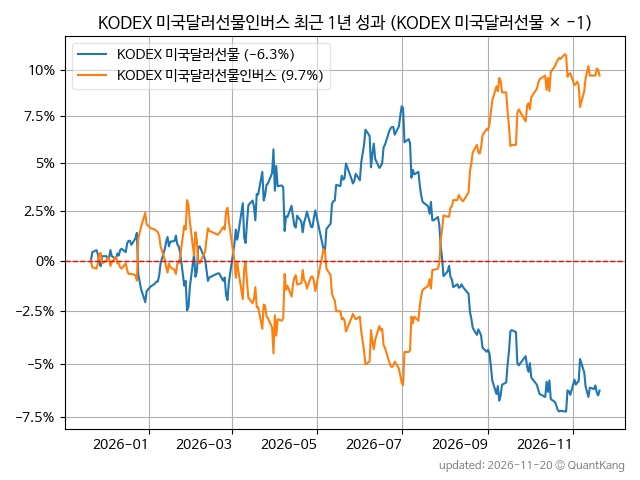 KODEX 미국달러선물인버스 최근 1년 성과 (KODEX 미국달러선물 × −1)
KODEX 미국달러선물 (−6.3%)
KODEX 미국달러선물인버스 (9.7%)
10%
7.5%
5%
2.5%
0%
−2.5%
−5%
−7.5%
2026-01 2026-03 2026-05 2026-07 2026-09 2026-11
updated: 2026-11-20 © QuantKang